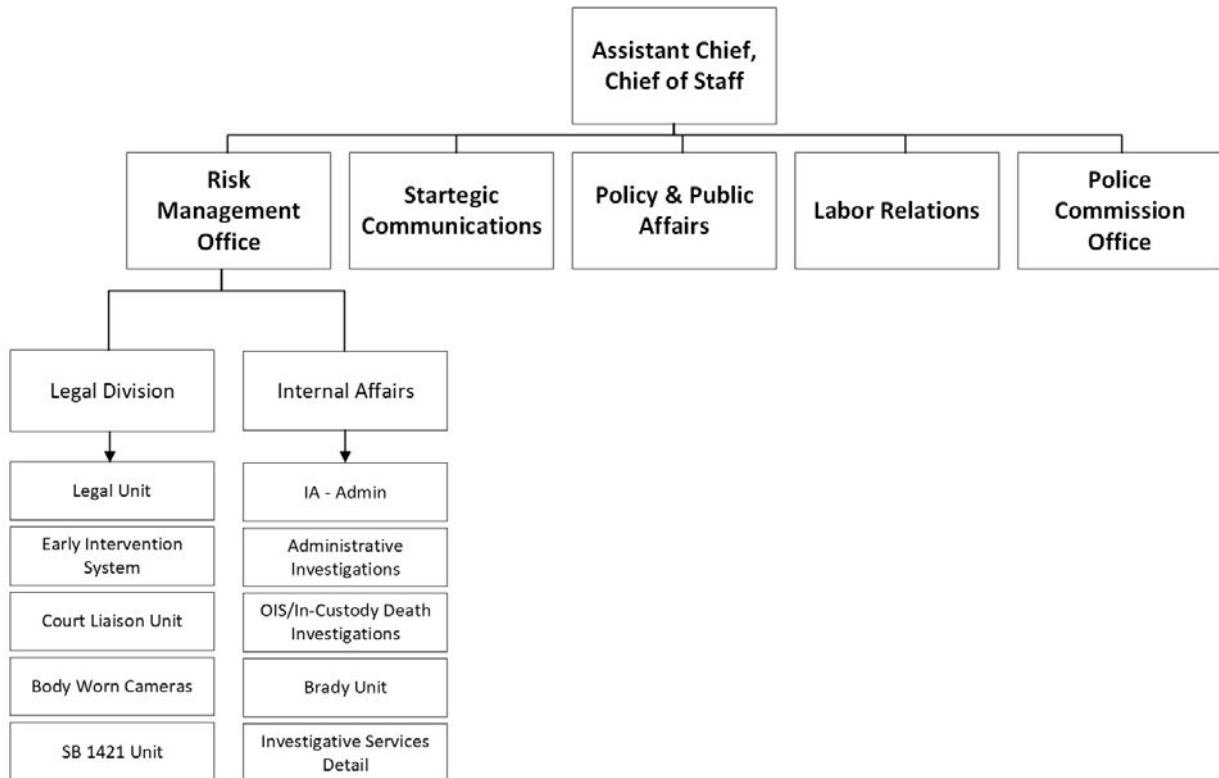 Assistant Chief,
Chief of Staff
Risk
Management
Office
Startegic
Communications
Policy & Public
Affairs
Labor Relations
Police
Commission
Office
Legal Division
Internal Affairs
Legal Unit
IA - Admin
Early Intervention
System
Administrative
Investigations
Court Liaison Unit
OIS/In-Custody Death
Investigations
Body Worn Cameras
Brady Unit
SB 1421 Unit
Investigative Services
Detail